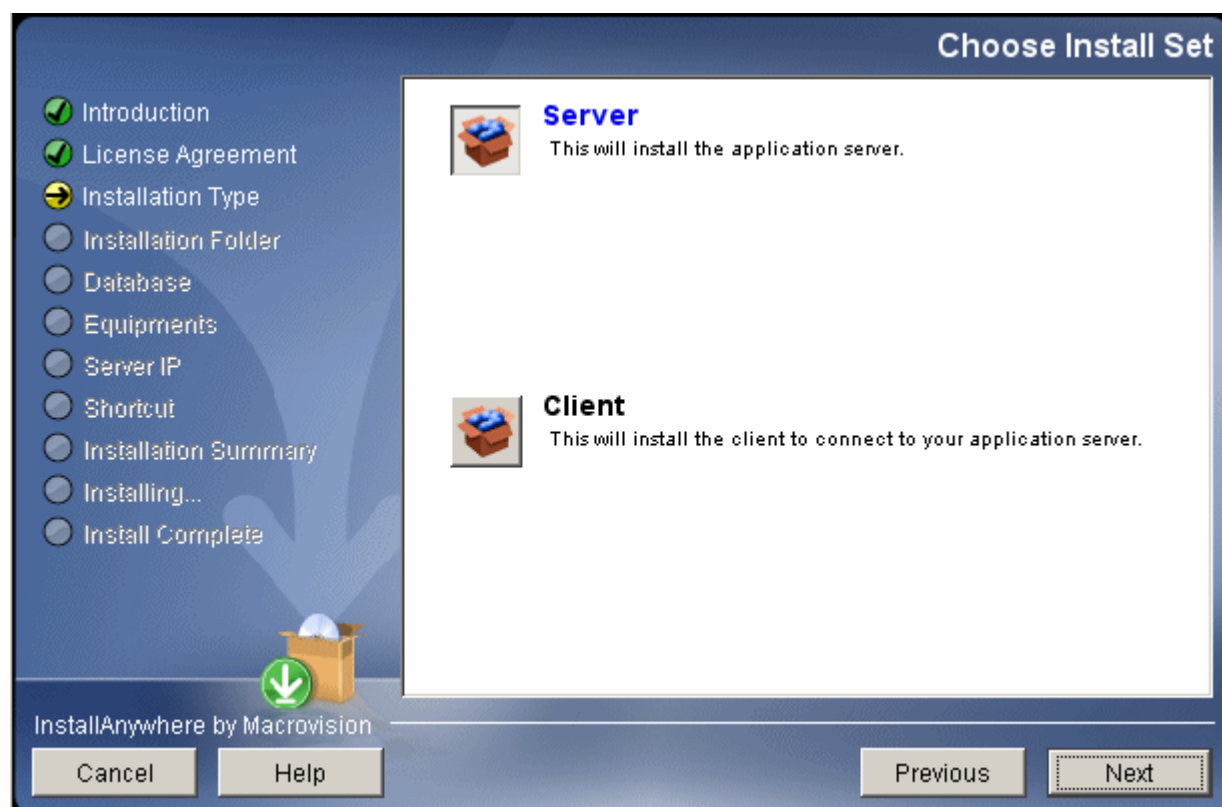 Choose Install Set
Introduction
License Agreement
Installation Type
Installation Folder
Database
Equipments
Server IP
Shortcut
Installation Summary
Installing...
Install Complete
Server
This will install the application server.
Client
This will install the client to connect to your application server.
InstallAnywhere by Macrovision
Cancel
Help
Previous
Next